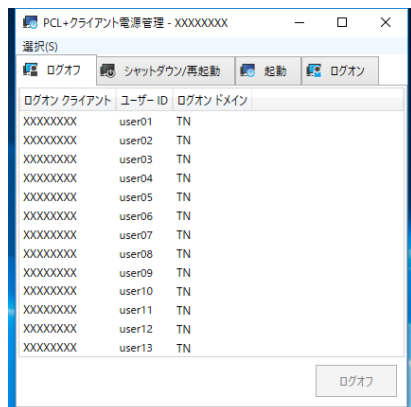 PCL+クライアント電源管理 - XXXXXXXX
選択(S)
ログオフ シャットダウン/再起動 起動 ログオン
ログオン クライアント ユーザー ID ログオン ドメイン
XXXXXXXX user01 TN
XXXXXXXX user02 TN
XXXXXXXX user03 TN
XXXXXXXX user04 TN
XXXXXXXX user05 TN
XXXXXXXX user06 TN
XXXXXXXX user07 TN
XXXXXXXX user08 TN
XXXXXXXX user09 TN
XXXXXXXX user10 TN
XXXXXXXX user11 TN
XXXXXXXX user12 TN
XXXXXXXX user13 TN
ログオフ